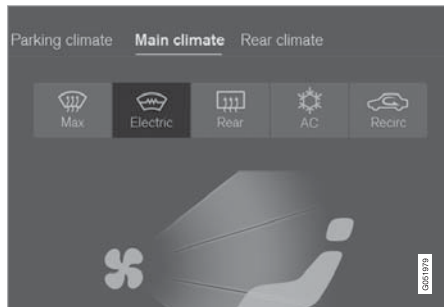 Parking climate Main climate Rear climate
Max Electric Rear AC Recirc
G051979